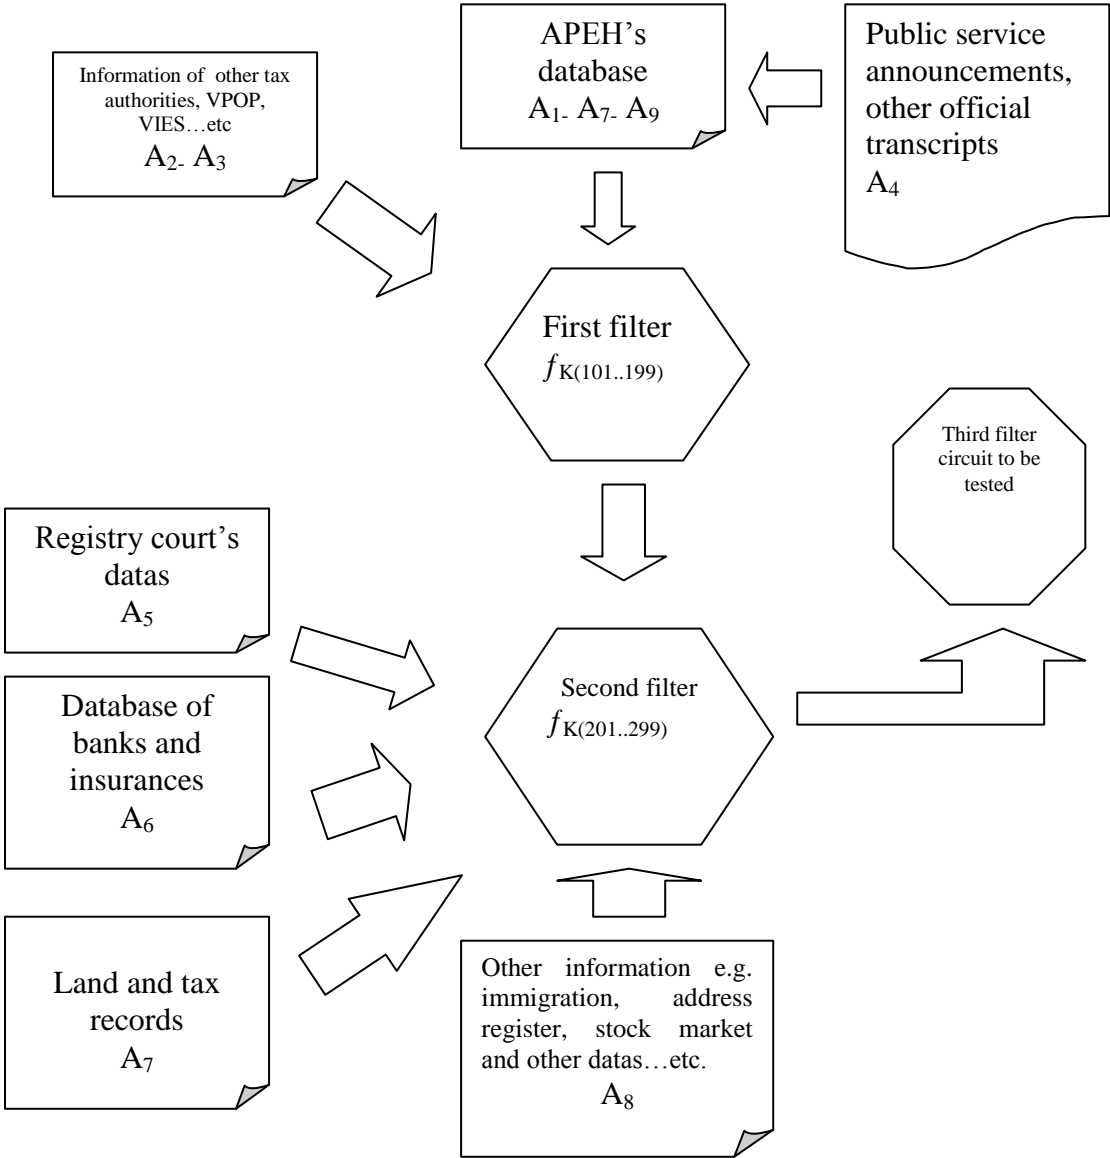 Information of other tax
authorities, VPOP,
VIES…etc
A2- A3
APEH’s
database
A1- A7- A9
Public service
announcements,
other official
transcripts
A4
First filter
fK(101..199)
Third filter
circuit to be
tested
Registry court’s
datas
A5
Second filter
fK(201..299)
Database of
banks and
insurances
A6
Land and tax
records
A7
Other information e.g.
immigration, address
register, stock market
and other datas…etc.
A8